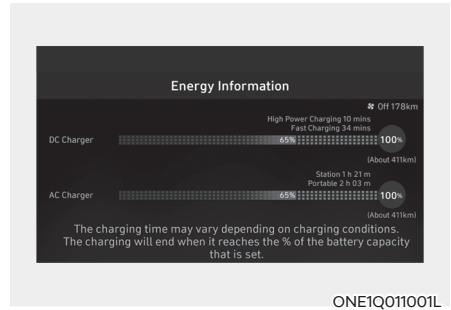 Energy Information
Off 178km
High Power Charging 10 mins
Fast Charging 34 mins
DC Charger
65%
100%
(About 411km)
Station 1 h 21 m
Portable 2 h 03 m
AC Charger
65%
100%
(About 411km)
The charging time may vary depending on charging conditions.
The charging will end when it reaches the % of the battery capacity
that is set.
ONE1Q011001L